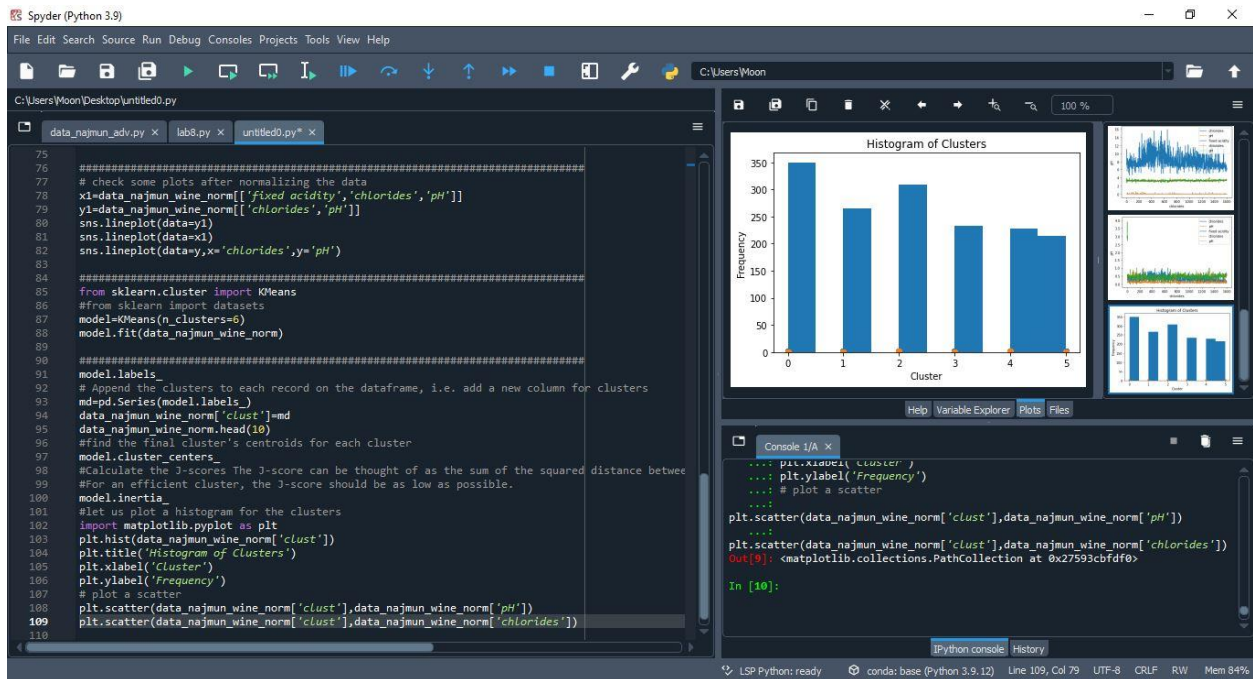 Spyder (Python 3.9)
File Edit Search Source Run Debug Consoles Projects Tools View Help
C:\Users\Moon
C:\Users\Moon\Desktop\untitled0.py
data_najmun_adv.py
lab8.py
untitled0.py*
75
76 ###############################################################################
77 # check some plots after normalizing the data
78 x1=data_najmun_wine_norm[['fixed acidity','chlorides','pH']]
79 y1=data_najmun_wine_norm[['chlorides','pH']]
80 sns.lineplot(data=y1)
81 sns.lineplot(data=x1)
82 sns.lineplot(data=y,x='chlorides',y='pH')
83
84 ###############################################################################
85 from sklearn.cluster import KMeans
86 #from sklearn import datasets
87 model=KMeans(n_clusters=6)
88 model.fit(data_najmun_wine_norm)
89
90 ###############################################################################
91 model.labels_
92 # Append the clusters to each record on the dataframe, i.e. add a new column for clusters
93 md=pd.Series(model.labels_)
94 data_najmun_wine_norm['clust']=md
95 data_najmun_wine_norm.head(10)
96 #find the final cluster's centroids for each cluster
97 model.cluster_centers_
98 #Calculate the J-scores The J-score can be thought of as the sum of the squared distance betwee
99 #For an efficient cluster, the J-score should be as low as possible.
100 model.inertia_
101 #let us plot a histogram for the clusters
102 import matplotlib.pyplot as plt
103 plt.hist(data_najmun_wine_norm['clust'])
104 plt.title('Histogram of Clusters')
105 plt.xlabel('Cluster')
106 plt.ylabel('Frequency')
107 # plot a scatter
108 plt.scatter(data_najmun_wine_norm['clust'],data_najmun_wine_norm['pH'])
109 plt.scatter(data_najmun_wine_norm['clust'],data_najmun_wine_norm['chlorides'])
110
100 %
Histogram of Clusters
350
300
250
200
150
100
50
0
Frequency
0 1 2 3 4 5
Cluster
Histogram of Clusters
Help Variable Explorer Plots Files
Console 1/A
...: plt.xlabel('Cluster')
...: plt.ylabel('Frequency')
...: # plot a scatter
...:
plt.scatter(data_najmun_wine_norm['clust'],data_najmun_wine_norm['pH'])
...:
plt.scatter(data_najmun_wine_norm['clust'],data_najmun_wine_norm['chlorides'])
Out[9]: <matplotlib.collections.PathCollection at 0x27593cbfdf0>
In [10]:
IPython console History
LSP Python: ready conda: base (Python 3.9.12) Line 109, Col 79 UTF-8 CRLF RW Mem 84%